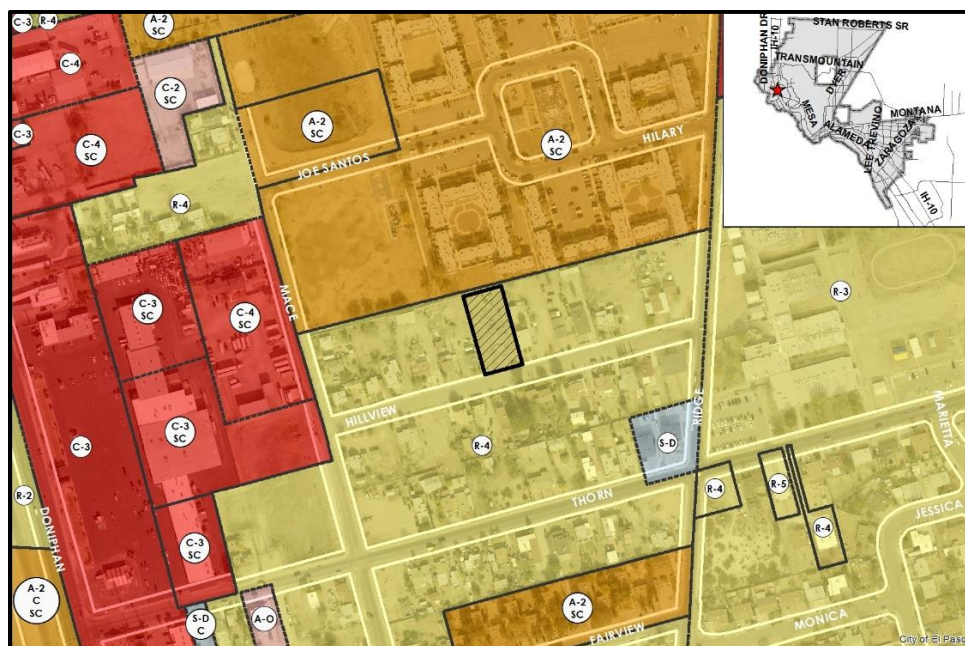 C-3
R-4
A-2
SC
C-4
C-2
SC
C-3
C-4
SC
A-2
SC
A-2
SC
JOE SANTOS
HILARY
R-4
MACE
C-3
SC
C-4
SC
R-3
HILLVIEW
RIDGE
MARIETTA
C-3
C-3
SC
R-4
S-D
THORN
R-2
DONIPHAN
R-4
R-5
R-4
JESSICA
C-3
SC
A-2
C
SC
S-D
C
A-O
A-2
SC
FAIRVIEW
MONICA
City of El Paso
STAN ROBERTS SR
DONIPHAN DR
IH-10
TRANSMOUNTAIN
DYER
MESA
MONTANA
ALAMEDA
LEE TREVINO
ZARAGOZA
IH-10